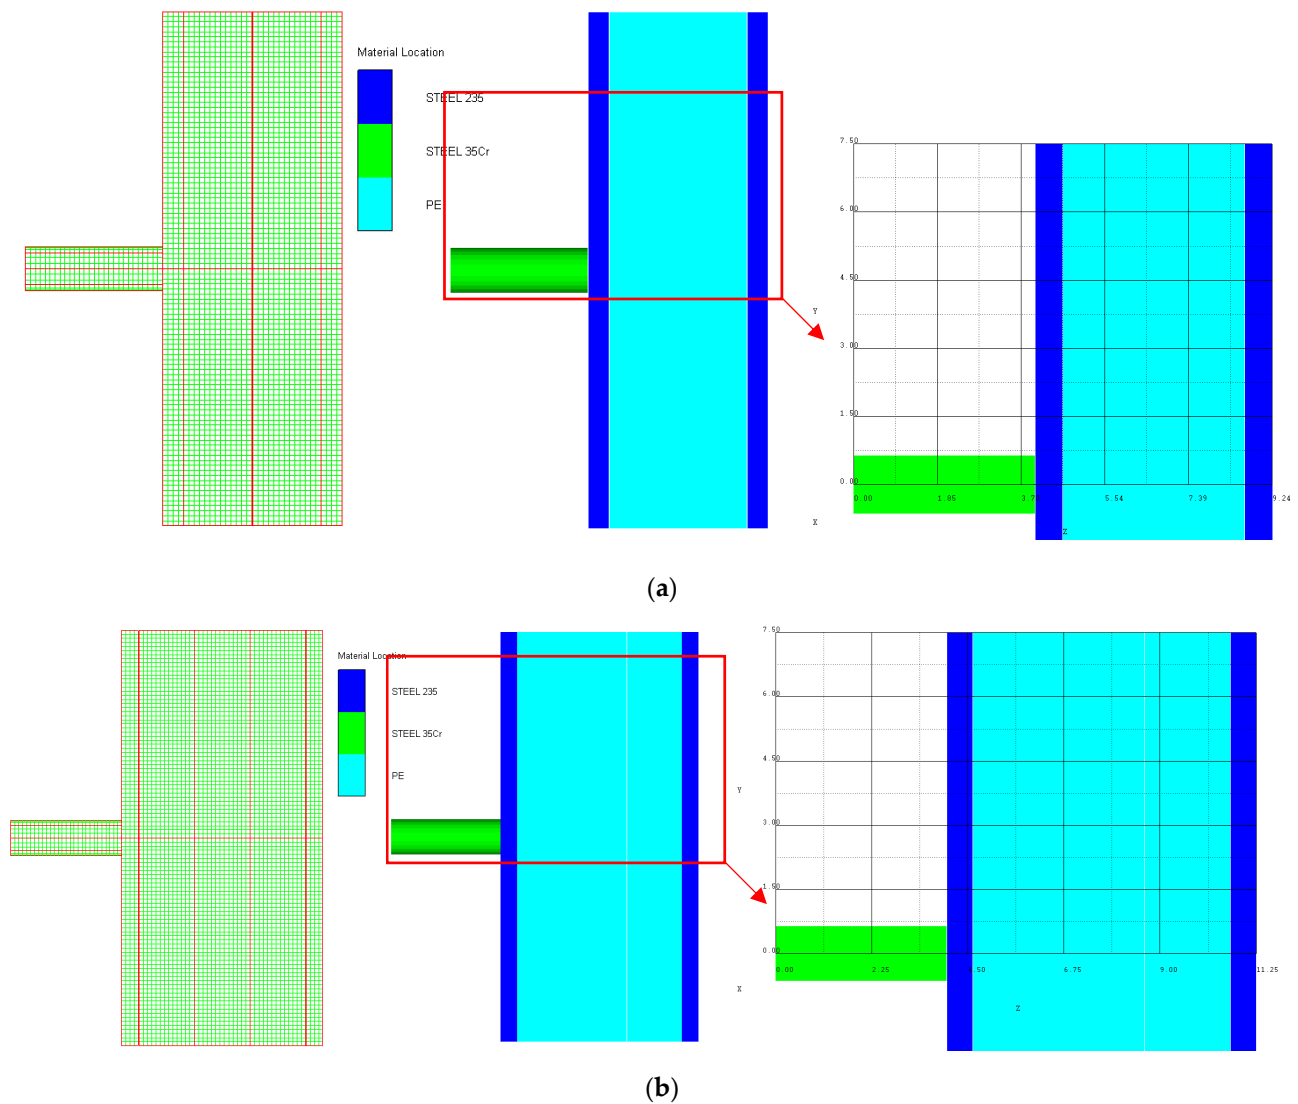 Material Location
STEEL 235
STEEL 35Cr
PE
7.50
6.00
4.50
Y
3.00
1.50
0.00
0.00 1.85 3.70 5.54 7.39 9.24
X
Z
(a)
Material Location
STEEL 235
STEEL 35Cr
PE
7.50
6.00
4.50
Y
3.00
1.50
0.00
0.00 2.25 4.50 6.75 9.00 11.25
X
Z
(b)